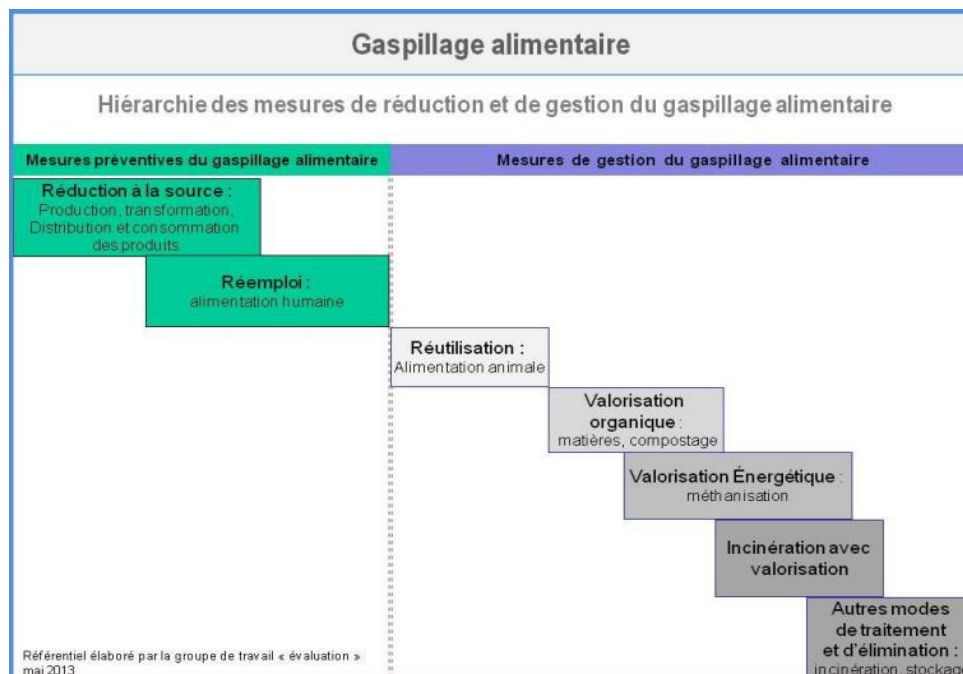 Gaspillage alimentaire
Hiérarchie des mesures de réduction et de gestion du gaspillage alimentaire
Mesures préventives du gaspillage alimentaire
Mesures de gestion du gaspillage alimentaire
Réduction à la source :
Production, transformation,
Distribution et consommation
des produits
Réemploi :
alimentation humaine
Réutilisation :
Alimentation animale
Valorisation
organique :
matières, compostage
Valorisation Énergétique :
méthanisation
Incinération avec
valorisation
Autres modes
de traitement
et d'élimination :
incinération, stockage
Référentiel élaboré par la groupe de travail « évaluation »
mai 2013